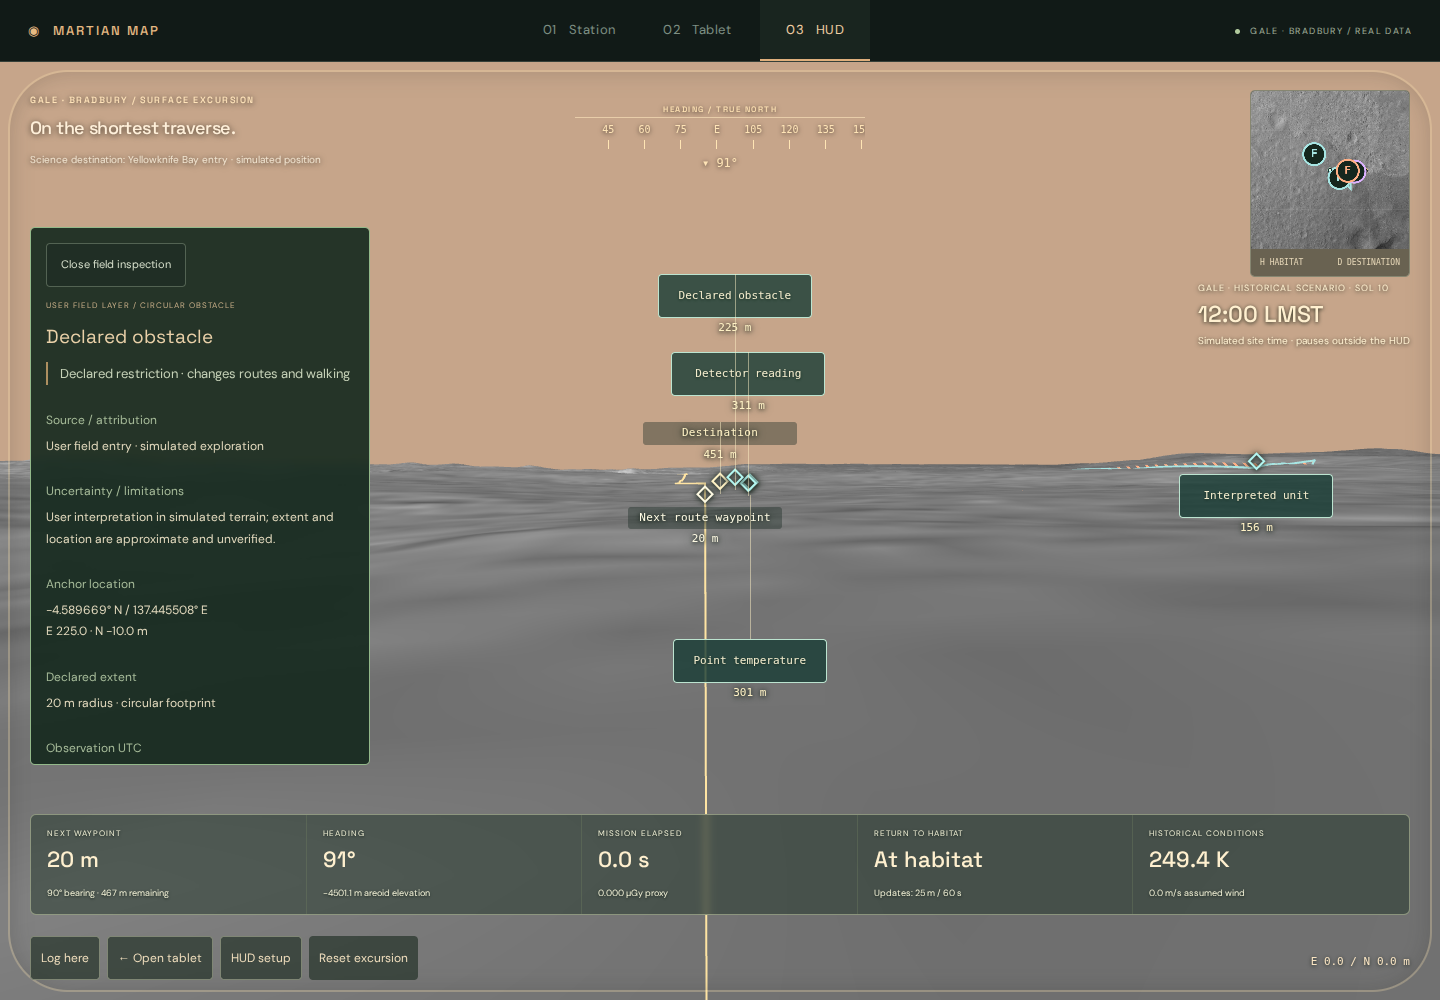 ◉ MARTIAN MAP
01 Station
02 Tablet
03 HUD
GALE · BRADBURY / REAL DATA
GALE · BRADBURY / SURFACE EXCURSION
On the shortest traverse.
Science destination: Yellowknife Bay entry · simulated position
HEADING / TRUE NORTH
45 60 75 E 105 120 135 15
▾ 91°
F
F
H HABITAT D DESTINATION
GALE · HISTORICAL SCENARIO · SOL 10
12:00 LMST
Simulated site time · pauses outside the HUD
Close field inspection
USER FIELD LAYER / CIRCULAR OBSTACLE
Declared obstacle
Declared restriction · changes routes and walking
Source / attribution
User field entry · simulated exploration
Uncertainty / limitations
User interpretation in simulated terrain; extent and
location are approximate and unverified.
Anchor location
-4.589669° N / 137.445508° E
E 225.0 · N -10.0 m
Declared extent
20 m radius · circular footprint
Observation UTC
Declared obstacle
225 m
Detector reading
311 m
Destination
451 m
Next route waypoint
20 m
Interpreted unit
156 m
Point temperature
301 m
NEXT WAYPOINT
20 m
90° bearing · 467 m remaining
HEADING
91°
-4501.1 m areoid elevation
MISSION ELAPSED
0.0 s
0.000 µGy proxy
RETURN TO HABITAT
At habitat
Updates: 25 m / 60 s
HISTORICAL CONDITIONS
249.4 K
0.0 m/s assumed wind
Log here
← Open tablet
HUD setup
Reset excursion
E 0.0 / N 0.0 m